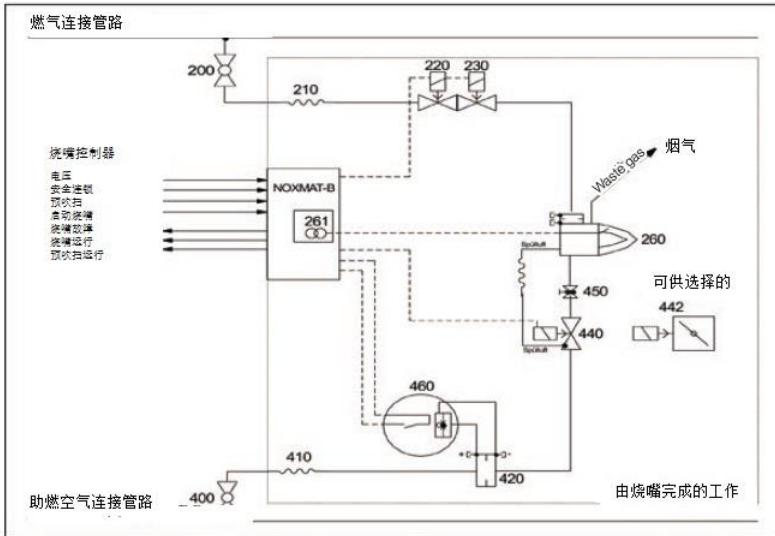 燃气连接管路
200
210
220
230
烧嘴控制器
电压
安全连锁
预吹扫
启动烧嘴
烧嘴故障
烧嘴运行
预吹扫运行
NOXMAT-B
261
Waste gas
烟气
260
Spülluft
450
440
Spülluft
可供选择的
442
460
410
420
400
助燃空气连接管路
由烧嘴完成的工作